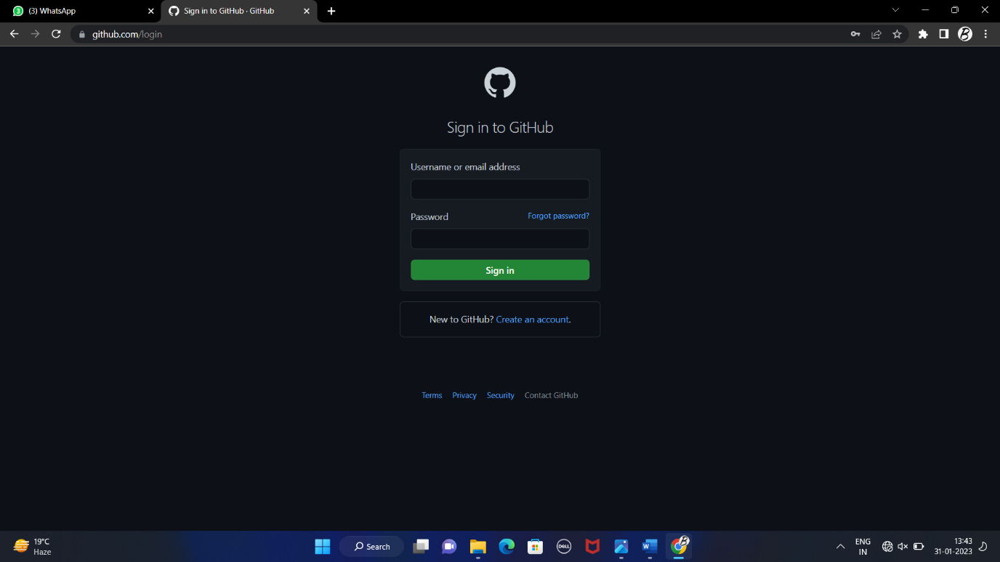 (3) WhatsApp
Sign in to GitHub · GitHub
github.com/login
Sign in to GitHub
Username or email address
Password
Forgot password?
Sign in
New to GitHub? Create an account.
Terms Privacy Security Contact GitHub
19°C
Haze
Search
DELL
ENG
IN
13:43
31-01-2023